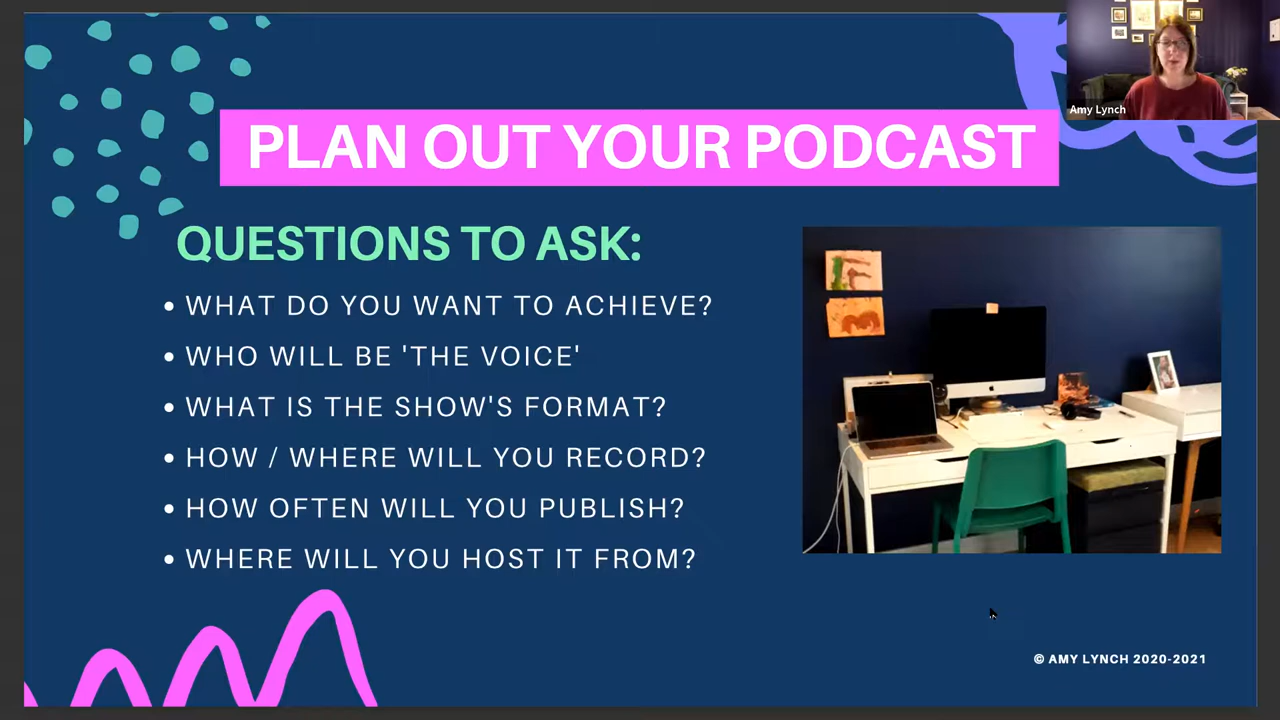 Amy Lynch
PLAN OUT YOUR PODCAST
QUESTIONS TO ASK:
• WHAT DO YOU WANT TO ACHIEVE?
• WHO WILL BE 'THE VOICE'
• WHAT IS THE SHOW'S FORMAT?
• HOW / WHERE WILL YOU RECORD?
• HOW OFTEN WILL YOU PUBLISH?
• WHERE WILL YOU HOST IT FROM?
© AMY LYNCH 2020-2021